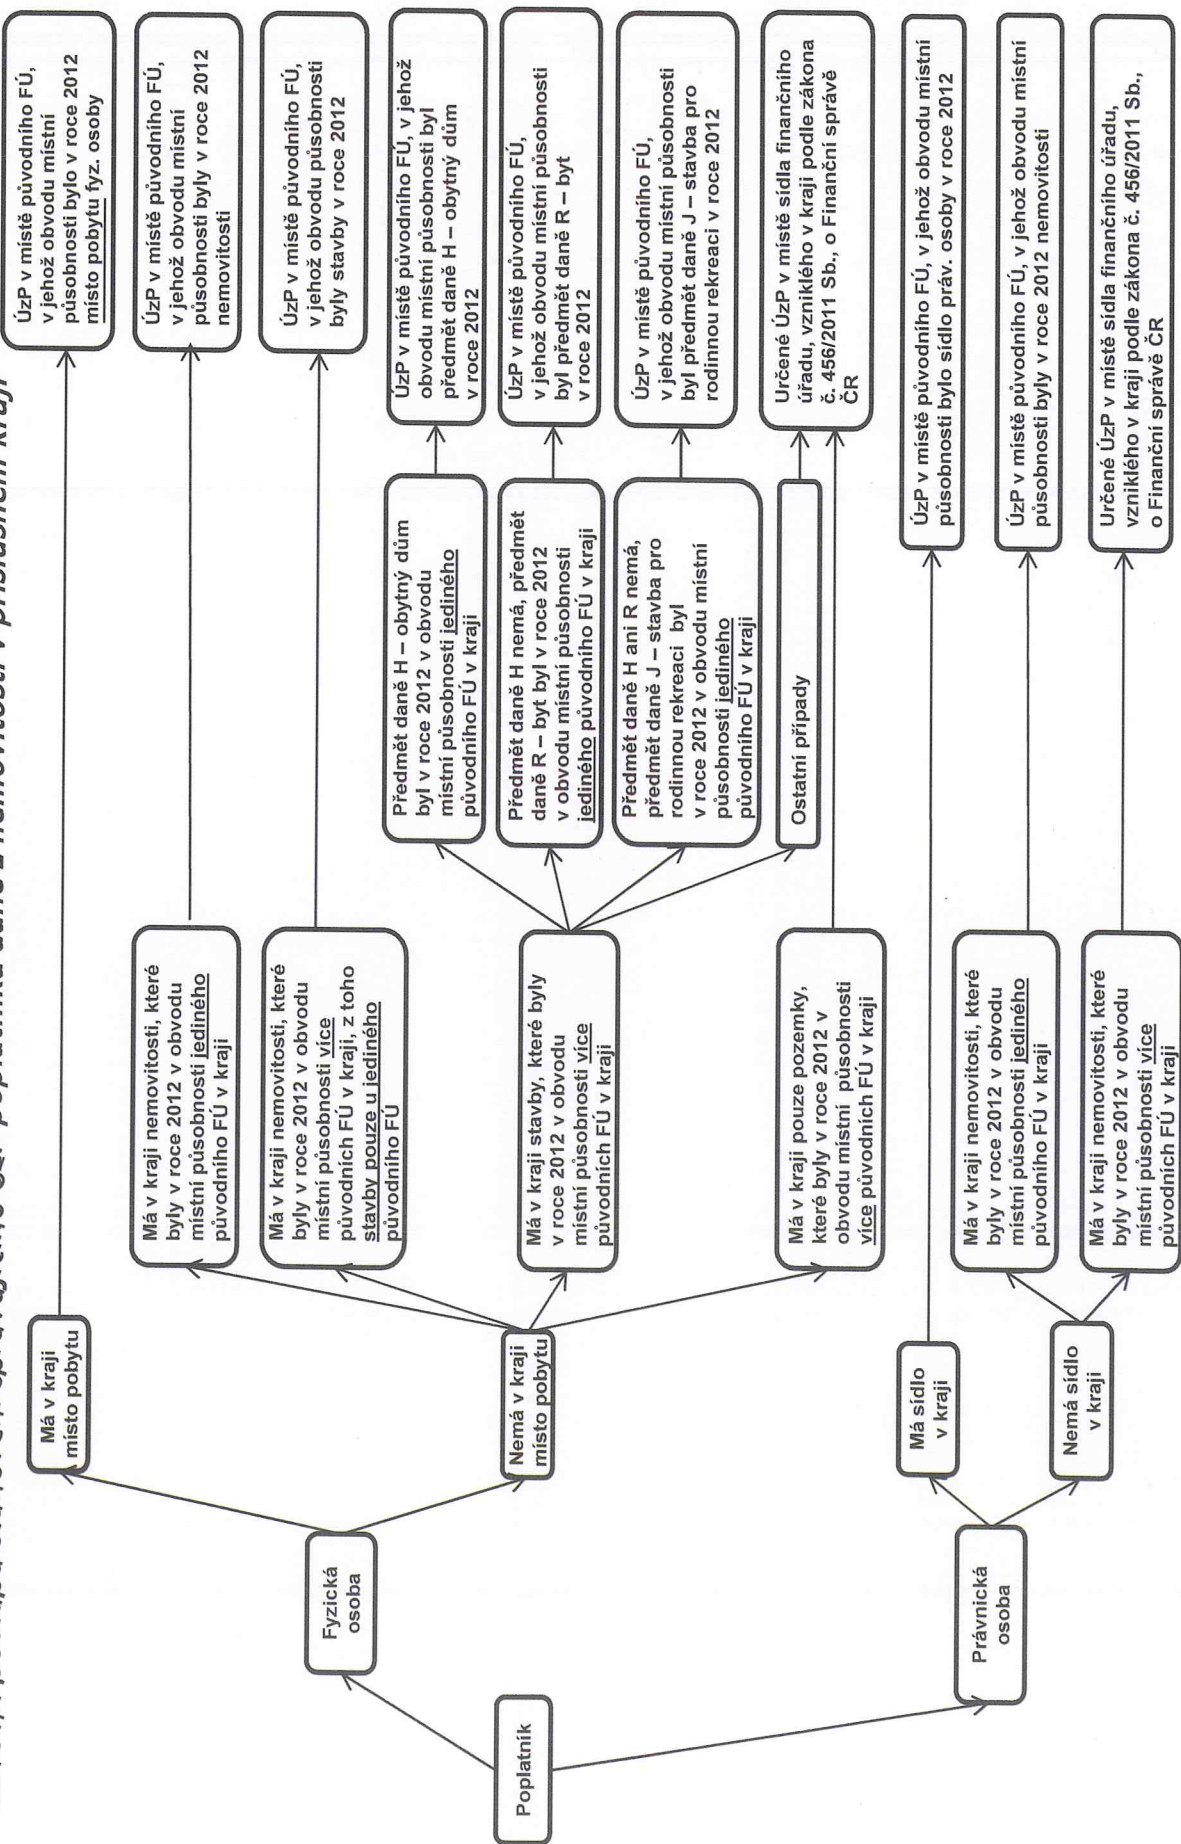 Poplatník
Fyzická
osoba
Právnická
osoba
Má v kraji
místo pobytu
Nemá v kraji
místo pobytu
Má sídlo
v kraji
Nemá sídlo
v kraji
Má v kraji nemovitosti, které
byly v roce 2012 v obvodu
místní působnosti jediného
původního FÚ v kraji
Má v kraji nemovitosti, které
byly v roce 2012 v obvodu
místní působnosti více
původních FÚ v kraji, z toho
stavby pouze u jediného
původního FÚ
Má v kraji stavby, které byly
v roce 2012 v obvodu
místní působnosti více
původních FÚ v kraji
Má v kraji pouze pozemky,
které byly v roce 2012 v
obvodu místní působnosti
více původních FÚ v kraji
Má v kraji nemovitosti, které
byly v roce 2012 v obvodu
místní působnosti jediného
původního FÚ v kraji
Má v kraji nemovitosti, které
byly v roce 2012 v obvodu
místní působnosti více
původních FÚ v kraji
Předmět daně H – obytný dům
byl v roce 2012 v obvodu
místní působnosti jediného
původního FÚ v kraji
Předmět daně H nemá, předmět
daně R – byt byl v roce 2012
v obvodu místní působnosti
jediného původního FÚ v kraji
Předmět daně H ani R nemá,
předmět daně J – stavba pro
rodinnou rekreaci byl
v roce 2012 v obvodu místní
působnosti jediného
původního FÚ v kraji
Ostatní případy
ÚzP v místě původního FÚ,
v jehož obvodu místní
působnosti bylo v roce 2012
místo pobytu fyz. osoby
ÚzP v místě původního FÚ,
v jehož obvodu místní
působnosti byly v roce 2012
nemovitosti
ÚzP v místě původního FÚ,
v jehož obvodu působnosti
byly stavby v roce 2012
ÚzP v místě původního FÚ, v jehož
obvodu místní působnosti byl
předmět daně H – obytný dům
v roce 2012
ÚzP v místě původního FÚ,
v jehož obvodu místní působnosti
byl předmět daně R – byt
v roce 2012
ÚzP v místě původního FÚ,
v jehož obvodu místní působnosti
byl předmět daně J – stavba pro
rodinnou rekreaci v roce 2012
Určené ÚzP v místě sídla finančního
úřadu, vzniklého v kraji podle zákona
č. 456/2011 Sb., o Finanční správě
ČR
ÚzP v místě původního FÚ, v jehož obvodu místní
působnosti bylo sídlo práv. osoby v roce 2012
ÚzP v místě původního FÚ, v jehož obvodu místní
působnosti byly v roce 2012 nemovitosti
Určené ÚzP v místě sídla finančního úřadu,
vzniklého v kraji podle zákona č. 456/2011 Sb.,
o Finanční správě ČR